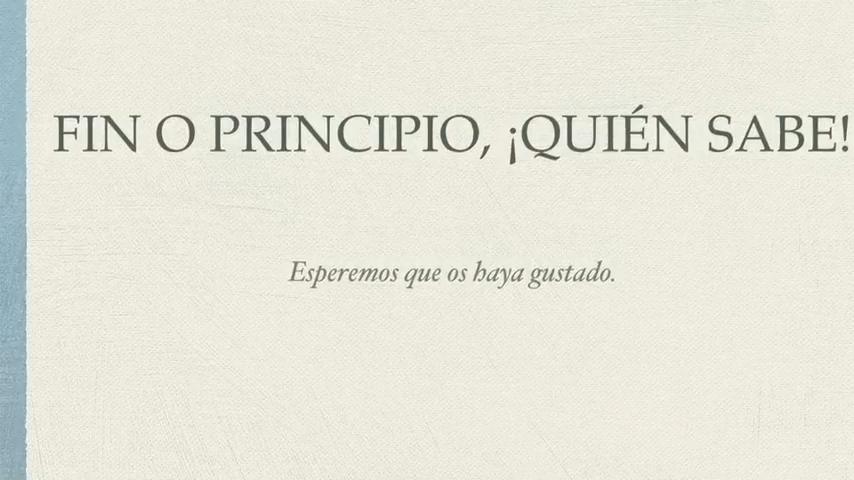 FIN O PRINCIPIO, ¡QUIÉN SABE!
Esperemos que os haya gustado.